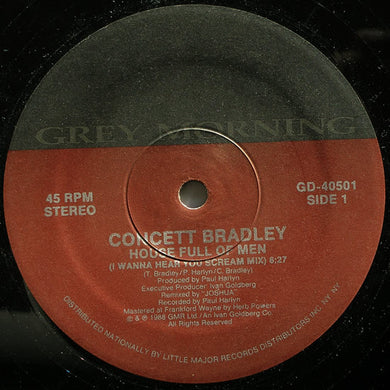 GREY MORNING
45 RPM
STEREO
GD-40501
SIDE 1
CONCETT BRADLEY
HOUSE FULL OF MEN
(I WANNA HEAR YOU SCREAM MIX) 8:27
(T. Bradley/P. Harlyn/C. Bradley)
Produced by Paul Harlyn
Executive Producer: Ivan Goldberg
Remixed by "JOSHUA"
Recorded by Paul Harlyn
Mastered at Frankford Wayne by Herb Powers
℗ & © 1988 GMR Ltd. / An Ivan Goldberg Co.
All Rights Reserved
DISTRIBUTED NATIONALLY BY LITTLE MAJOR RECORDS DISTRIBUTORS INC. NY, NY.